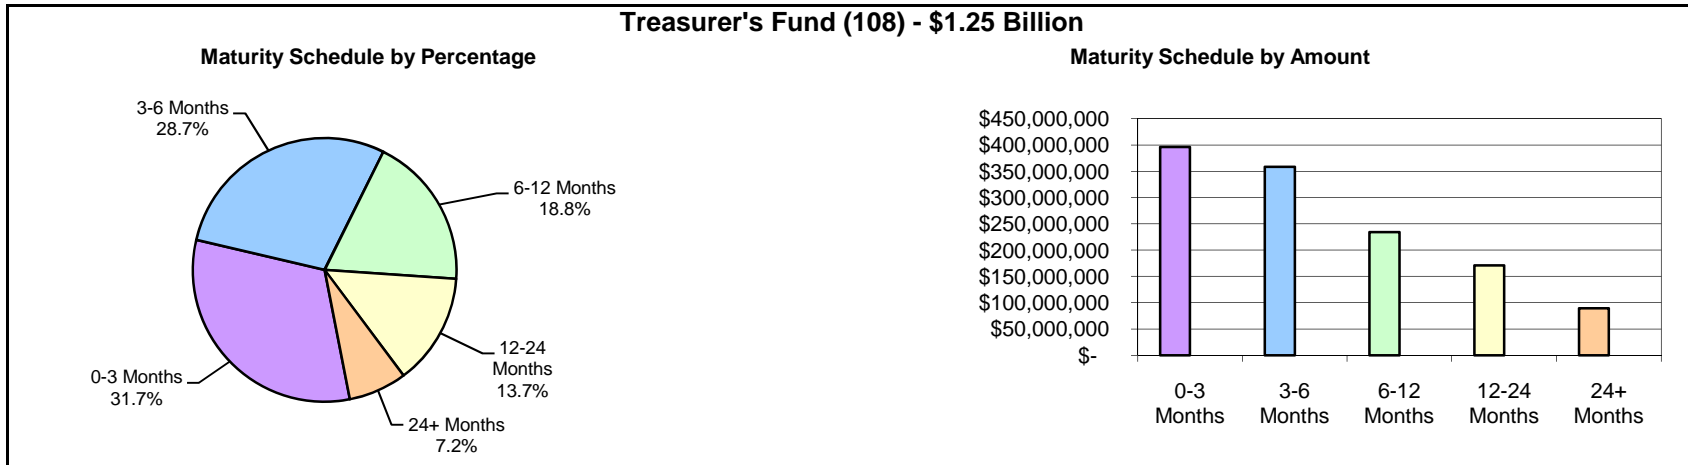 Treasurer's Fund (108) - $1.25 Billion
Maturity Schedule by Percentage
3-6 Months
28.7%
6-12 Months
18.8%
12-24
Months
13.7%
24+ Months
7.2%
0-3 Months
31.7%
Maturity Schedule by Amount
$450,000,000
$400,000,000
$350,000,000
$300,000,000
$250,000,000
$200,000,000
$150,000,000
$100,000,000
$50,000,000
$-
0-3
Months
3-6
Months
6-12
Months
12-24
Months
24+
Months